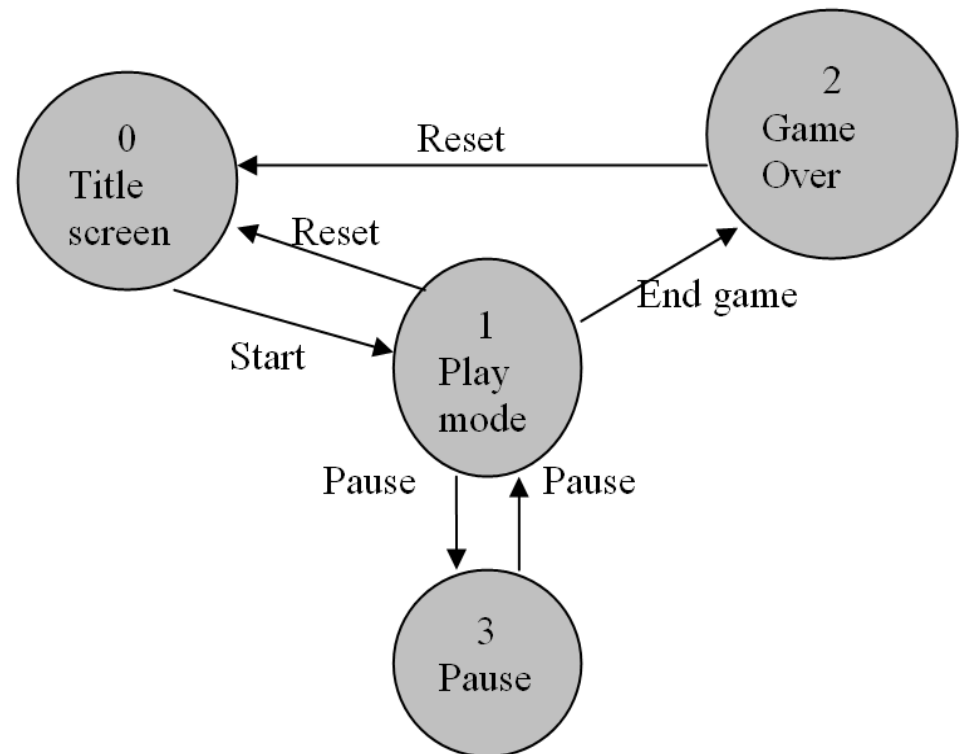 2
Game
Over
Reset
0
Title
screen
Reset
End game
1
Play
mode
Start
Pause
Pause
3
Pause